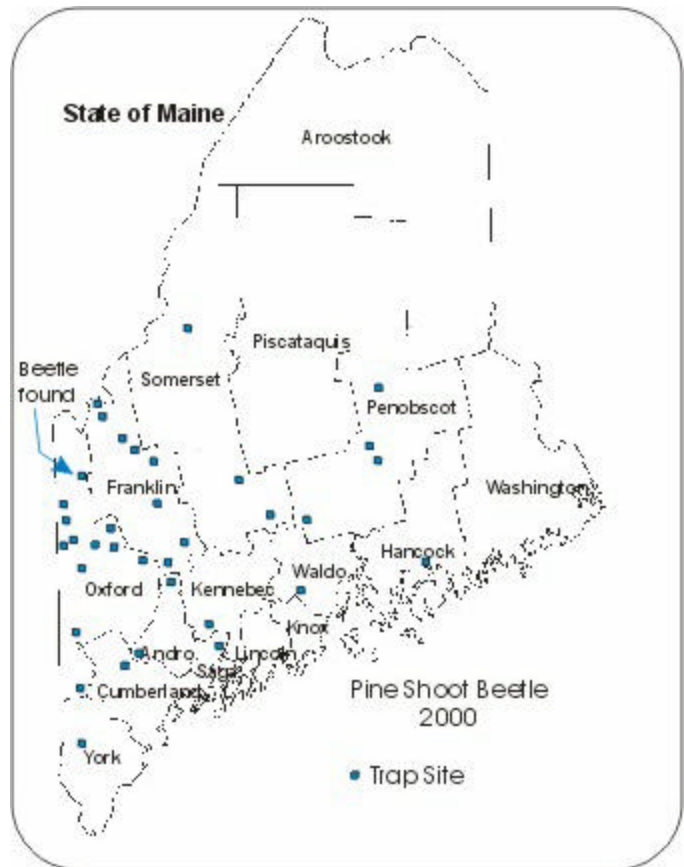 State of Maine
Aroostook
Piscataquis
Beetle
found
Somerset
Penobscot
Franklin
Washington
Hancock
Waldo
Oxford
Kennebec
Knox
Andro
Lincoln
Saga
Cumberland
Pine Shoot Beetle
2000
York
Trap Site